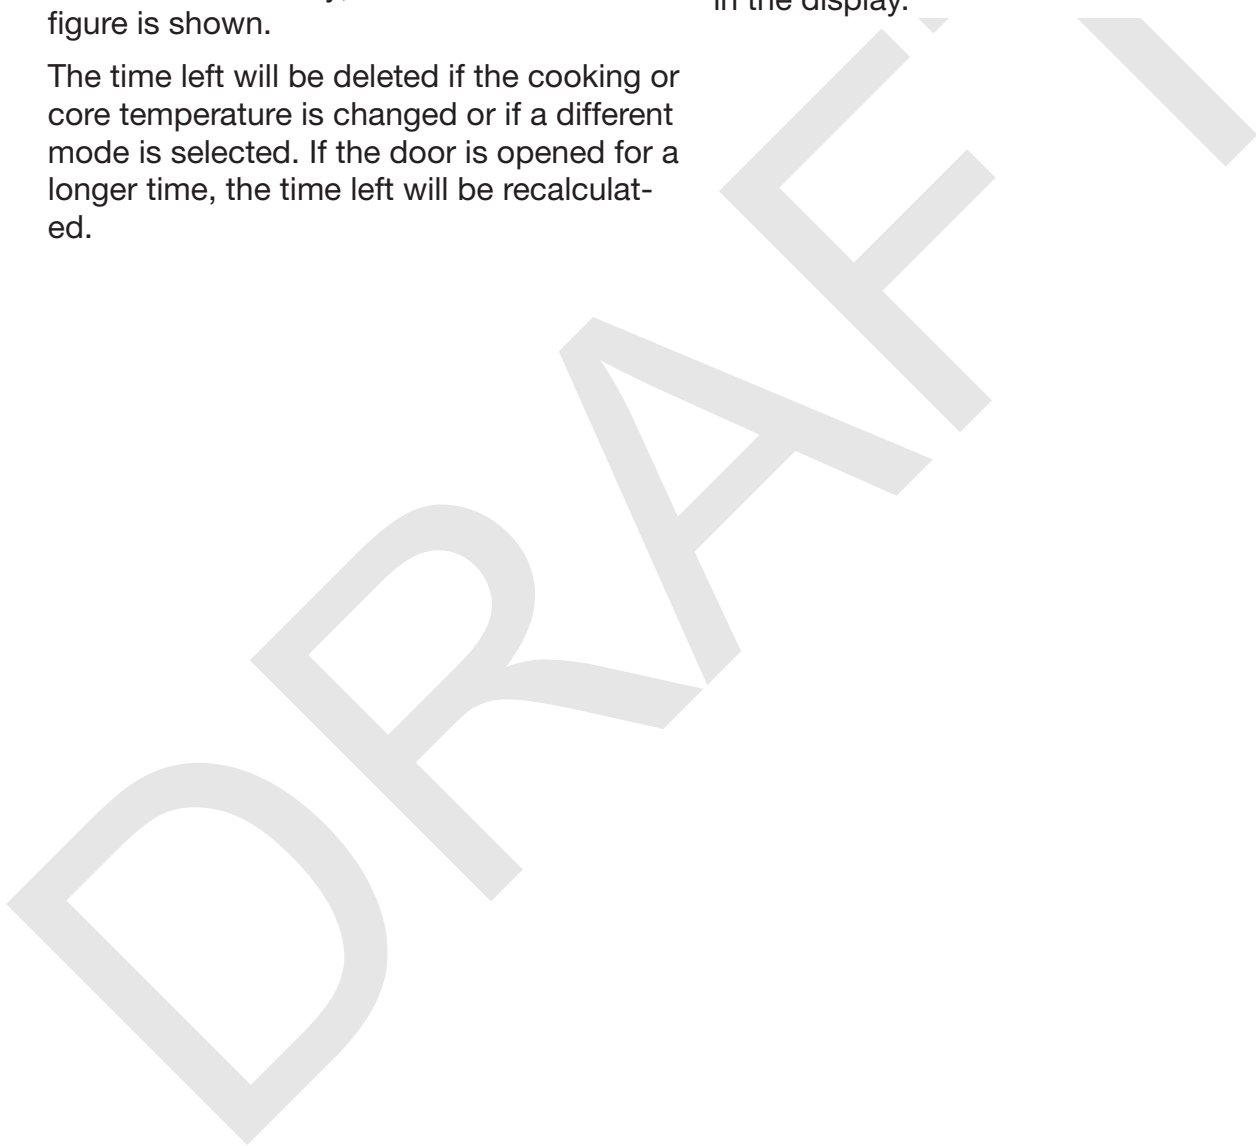 figure is shown.
The time left will be deleted if the cooking or
core temperature is changed or if a different
mode is selected. If the door is opened for a
longer time, the time left will be recalculat-
ed.
in the display.
DRAFT